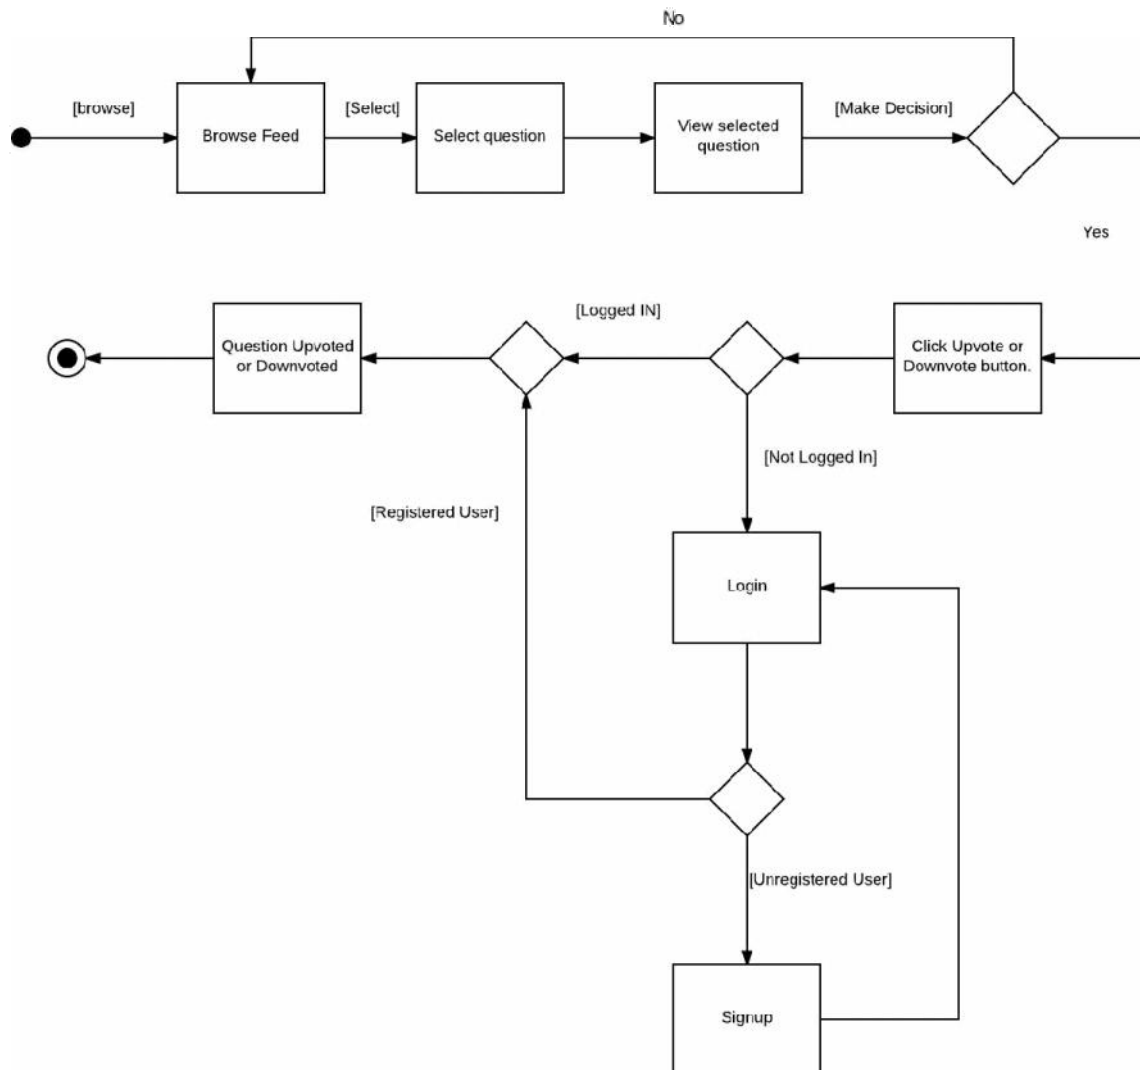 No
[browse]
[Select]
[Make Decision]
Browse Feed
Select question
View selected
question
Yes
[Logged IN]
Question Upvoted
or Downvoted
Click Upvote or
Downvote button.
[Not Logged In]
[Registered User]
Login
[Unregistered User]
Signup